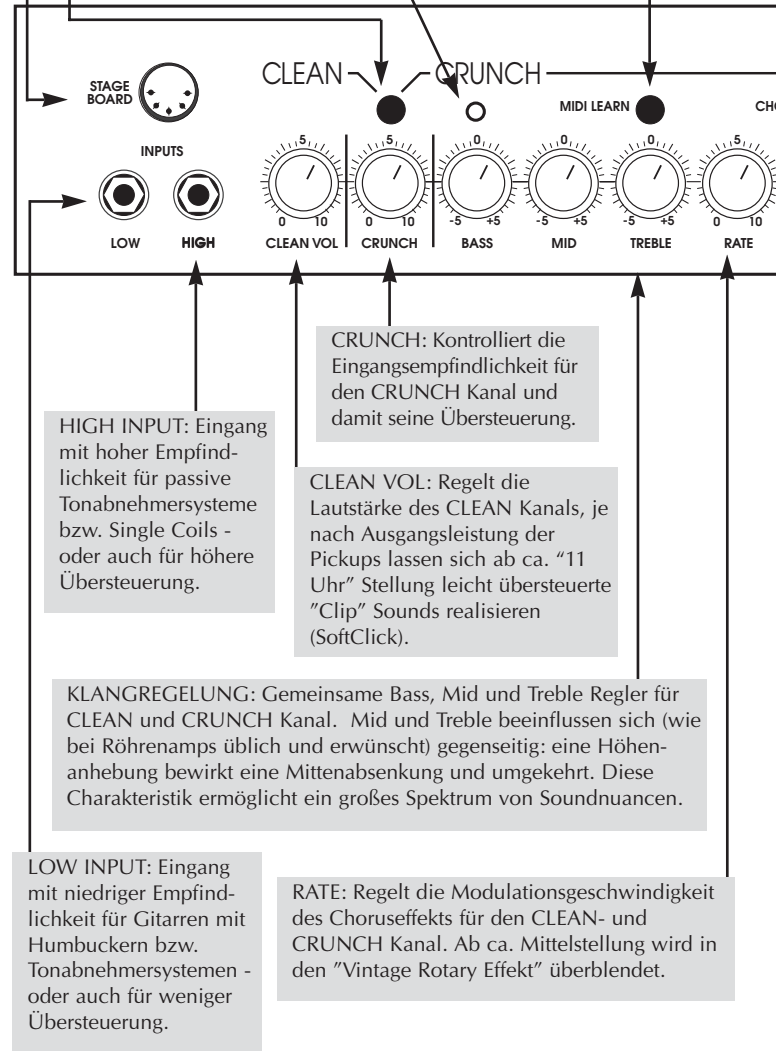 CLEAN
CRUNCH
STAGE
BOARD
MIDI LEARN
INPUTS
5 5 0 0 0 5
0 10 0 10 -5 +5 -5 +5 -5 +5 0 10
LOW HIGH CLEAN VOL CRUNCH BASS MID TREBLE RATE
CRUNCH: Kontrolliert die
Eingangsempfindlichkeit für
den CRUNCH Kanal und
damit seine Übersteuerung.
HIGH INPUT: Eingang
mit hoher Empfind-
lichkeit für passive
Tonabnehmersysteme
bzw. Single Coils -
oder auch für höhere
Übersteuerung.
CLEAN VOL: Regelt die
Lautstärke des CLEAN Kanals, je
nach Ausgangsleistung der
Pickups lassen sich ab ca. “11
Uhr” Stellung leicht übersteuerte
”Clip” Sounds realisieren
(SoftClick).
KLANGREGELUNG: Gemeinsame Bass, Mid und Treble Regler für
CLEAN und CRUNCH Kanal.  Mid und Treble beeinflussen sich (wie
bei Röhrenamps üblich und erwünscht) gegenseitig: eine Höhen-
anhebung bewirkt eine Mittenabsenkung und umgekehrt. Diese
Charakteristik ermöglicht ein großes Spektrum von Soundnuancen.
LOW INPUT: Eingang
mit niedriger Empfind-
lichkeit für Gitarren mit
Humbuckern bzw.
Tonabnehmersystemen -
oder auch für weniger
Übersteuerung.
RATE: Regelt die Modulationsgeschwindigkeit
des Choruseffekts für den CLEAN- und
CRUNCH Kanal. Ab ca. Mittelstellung wird in
den ”Vintage Rotary Effekt” überblendet.